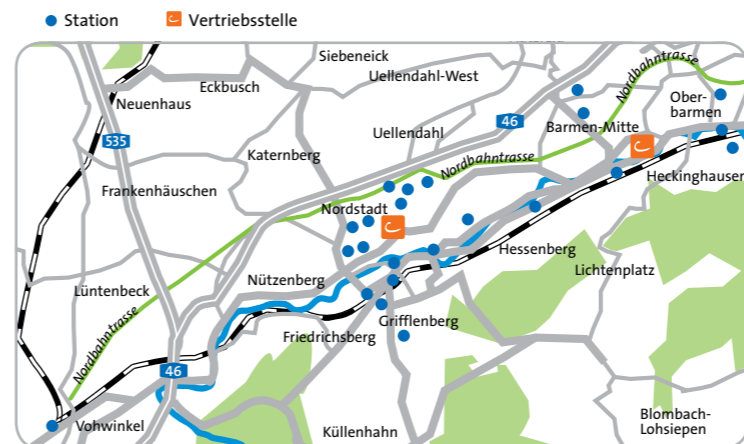 Station
Vertriebsstelle
Siebeneick
Eckbusch
Uellendahl-West
Neuenhaus
Nordbahntrasse
Ober-
barmen
46
Barmen-Mitte
535
Uellendahl
Katernberg
Nordbahntrasse
Heckinghausen
Frankenhäuschen
Nordstadt
Hessenberg
Lichtenplatz
Nützenberg
Lüntenbeck
Grifflenberg
Friedrichsberg
Nordbahntrasse
46
Vohwinkel
Küllenhahn
Blombach-
Lohsiepen